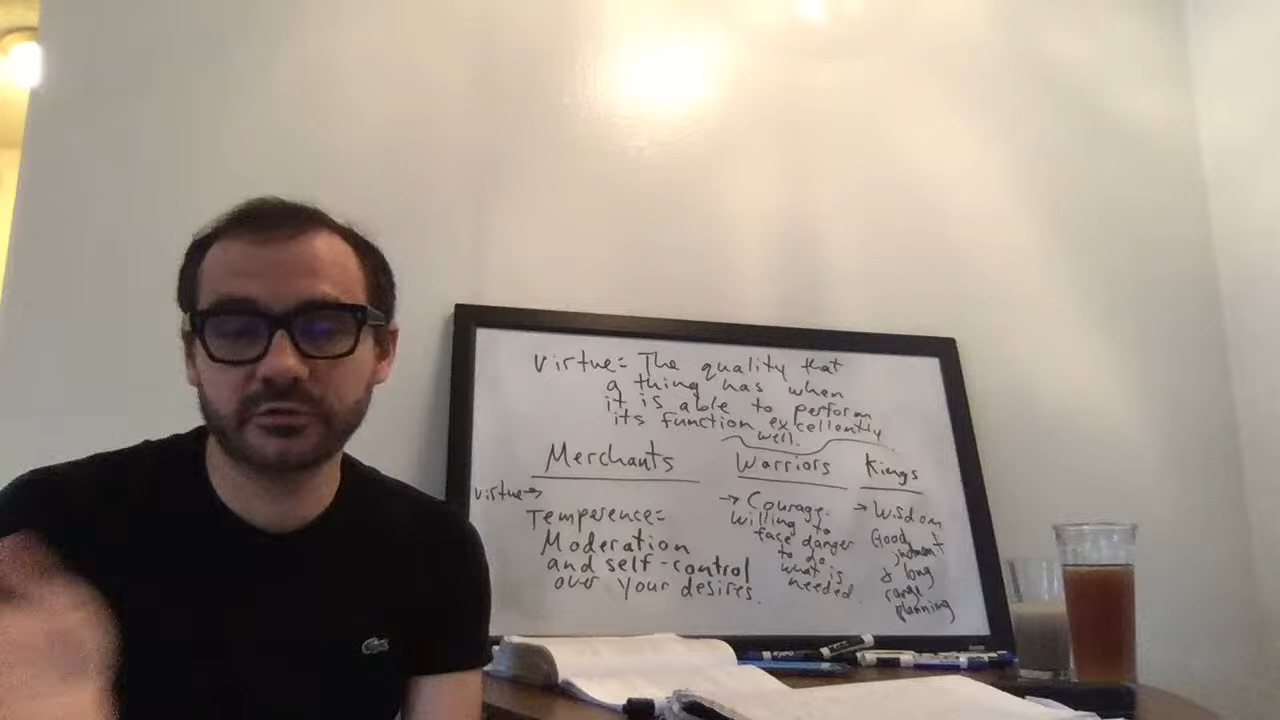 Virtue= The quality that
a thing has when
it is able to perform
its function excellently
well.
Merchants
virtue→
Temperence=
Moderation
and self-control
over your desires.
Warriors
→ Courage.
willing to
face danger
to do
what is
needed.
Kings
→ Wisdom
Good
& long
range
planning